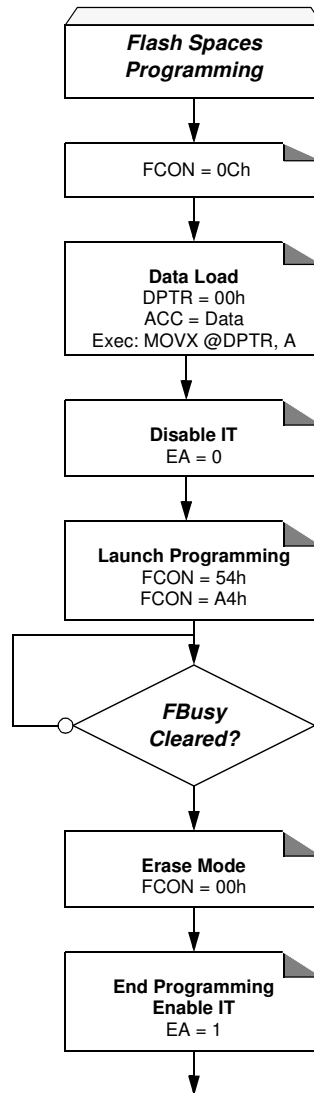 Flash Spaces
Programming
FCON = 0Ch
Data Load
DPTR = 00h
ACC = Data
Exec: MOVX @DPTR, A
Disable IT
EA = 0
Launch Programming
FCON = 54h
FCON = A4h
FBusy
Cleared?
Erase Mode
FCON = 00h
End Programming
Enable IT
EA = 1